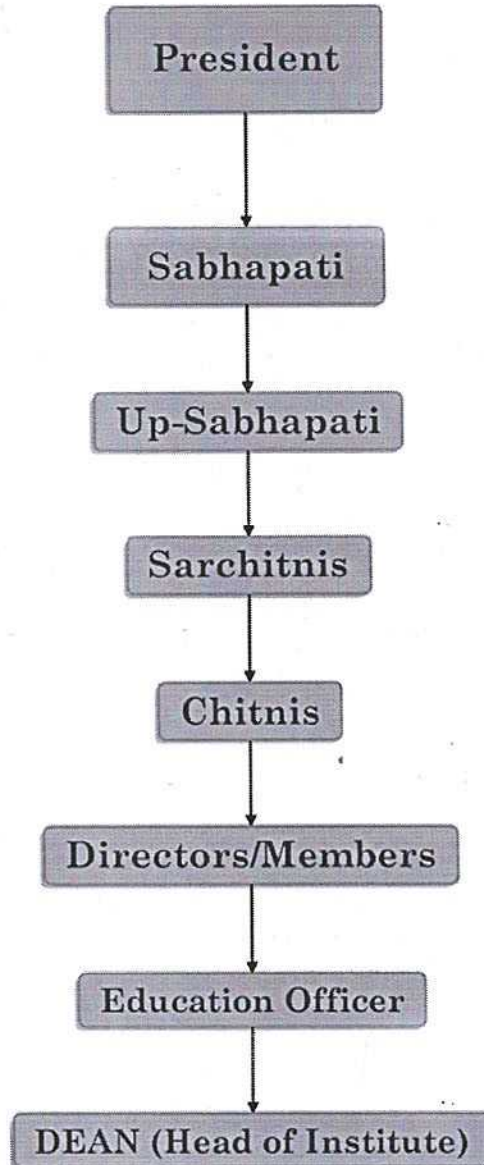 President
Sabhapati
Up-Sabhapati
Sarchitnis
Chitnis
Directors/Members
Education Officer
DEAN (Head of Institute)